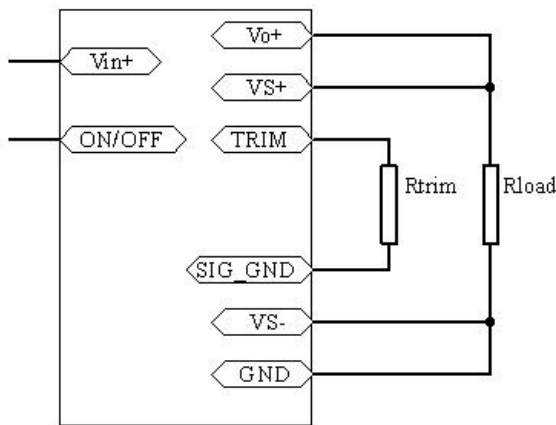 Vo+
Vin+
VS+
ON/OFF
TRIM
Rtrim
Rload
SIG_GND
VS-
GND